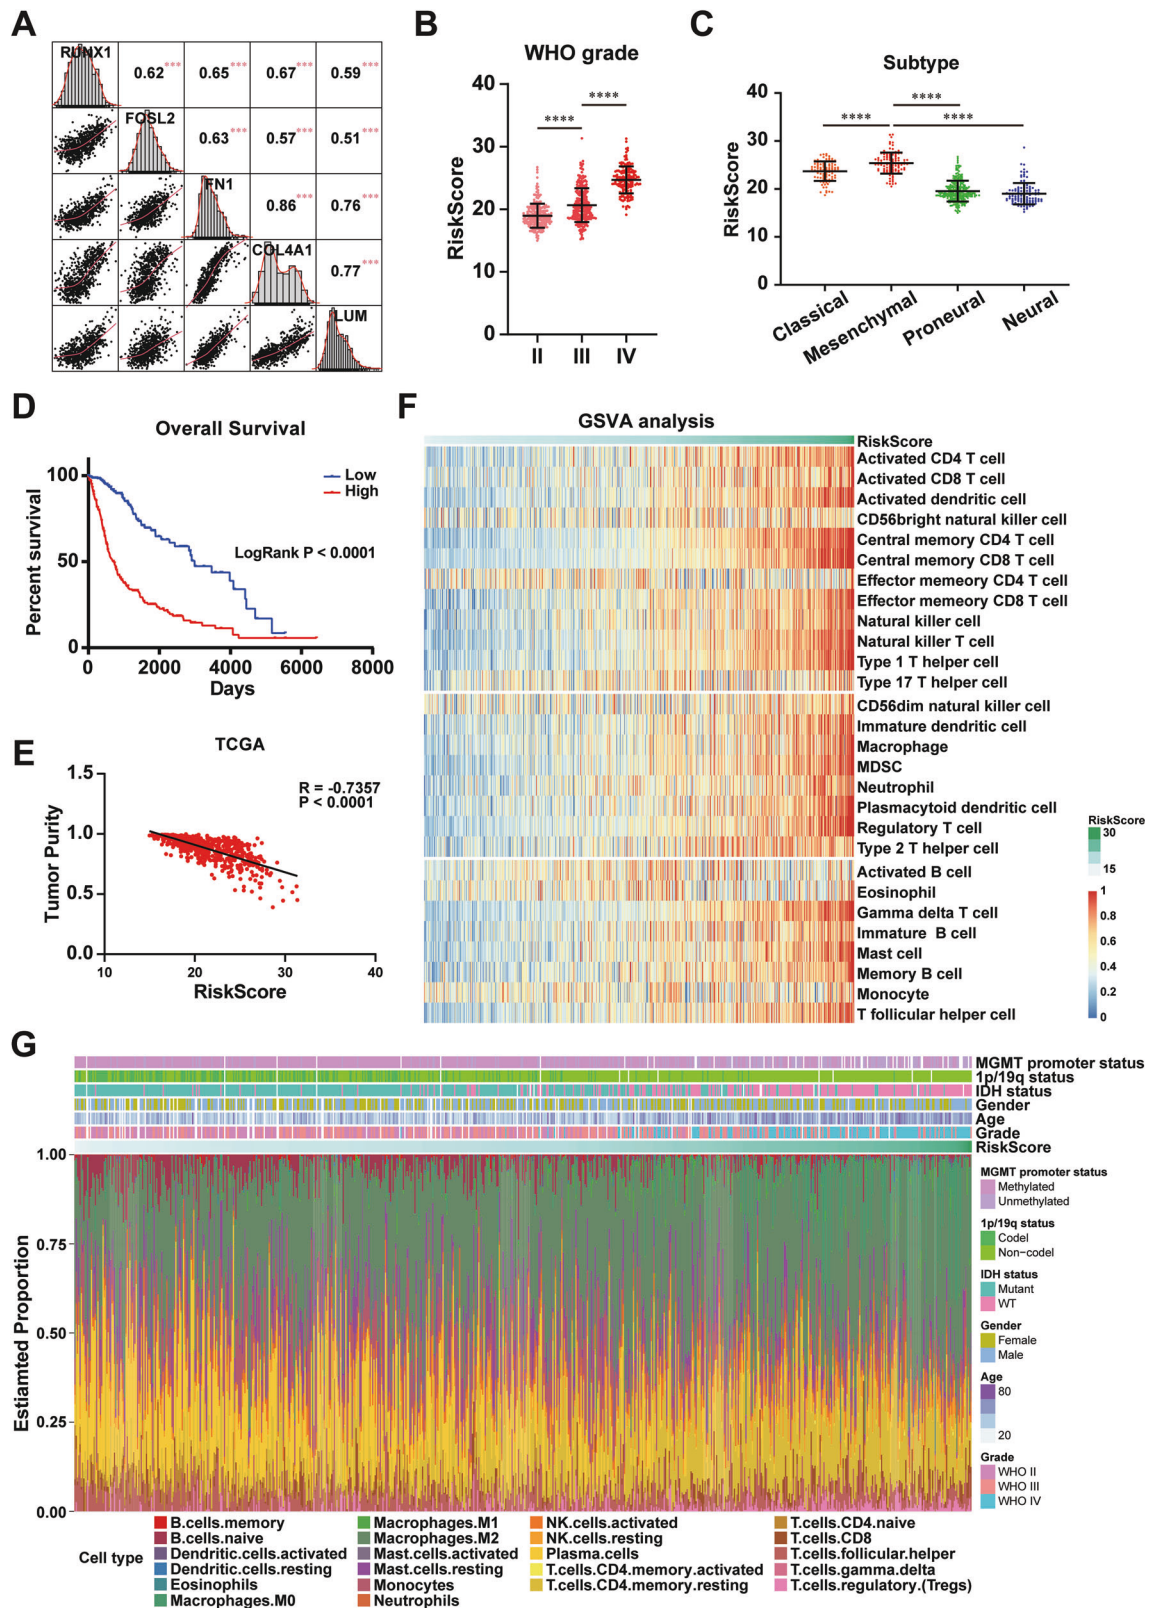 A
RUNX1
0.62***
0.65***
0.67***
0.59***
FOSL2
0.63***
0.57***
0.51***
FN1
0.86***
0.76***
COL4A1
0.77***
LUM
B
WHO grade
RiskScore
40
30
20
10
0
****
****
II
III
IV
C
Subtype
RiskScore
40
30
20
10
0
****
****
****
Classical
Mesenchymal
Proneural
Neural
D
Overall Survival
Percent survival
100
50
0
Low
High
LogRank P < 0.0001
0
2000
4000
6000
8000
Days
E
TCGA
Tumor Purity
1.5
1.0
0.5
0.0
R = -0.7357
P < 0.0001
10
20
30
40
RiskScore
F
GSVA analysis
RiskScore
Activated CD4 T cell
Activated CD8 T cell
Activated dendritic cell
CD56bright natural killer cell
Central memory CD4 T cell
Central memory CD8 T cell
Effector memeory CD4 T cell
Effector memeory CD8 T cell
Natural killer cell
Natural killer T cell
Type 1 T helper cell
Type 17 T helper cell
CD56dim natural killer cell
Immature dendritic cell
Macrophage
MDSC
Neutrophil
Plasmacytoid dendritic cell
Regulatory T cell
Type 2 T helper cell
Activated B cell
Eosinophil
Gamma delta T cell
Immature B cell
Mast cell
Memory B cell
Monocyte
T follicular helper cell
RiskScore
30
15
1
0.8
0.6
0.4
0.2
0
G
MGMT promoter status
1p/19q status
IDH status
Gender
Age
Grade
RiskScore
Estiamted Proportion
1.00
0.75
0.50
0.25
0.00
MGMT promoter status
Methylated
Unmethylated
1p/19q status
Codel
Non-codel
IDH status
Mutant
WT
Gender
Female
Male
Age
80
20
Grade
WHO II
WHO III
WHO IV
Cell type
B.cells.memory
B.cells.naive
Dendritic.cells.activated
Dendritic.cells.resting
Eosinophils
Macrophages.M0
Macrophages.M1
Macrophages.M2
Mast.cells.activated
Mast.cells.resting
Monocytes
Neutrophils
NK.cells.activated
NK.cells.resting
Plasma.cells
T.cells.CD4.memory.activated
T.cells.CD4.memory.resting
T.cells.CD4.naive
T.cells.CD8
T.cells.follicular.helper
T.cells.gamma.delta
T.cells.regulatory.(Tregs)